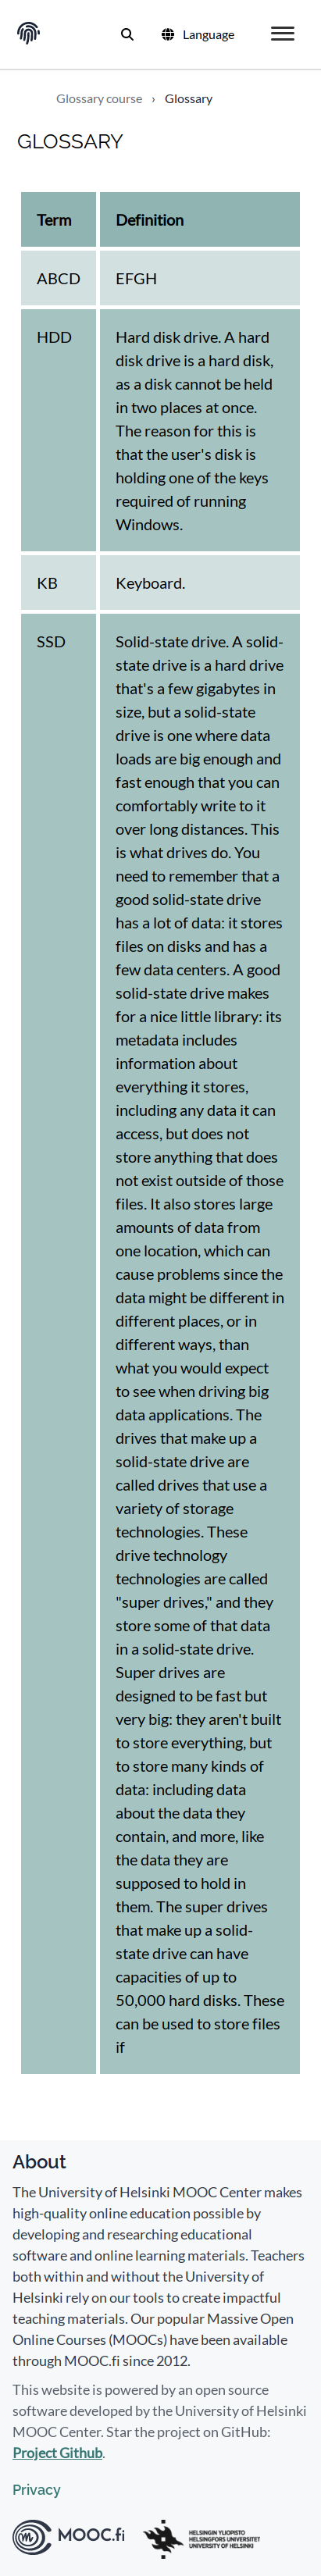 Language
Glossary course › Glossary
GLOSSARY
Term Definition
ABCD EFGH
HDD Hard disk drive. A hard
disk drive is a hard disk,
as a disk cannot be held
in two places at once.
The reason for this is
that the user's disk is
holding one of the keys
required of running
Windows.
KB Keyboard.
SSD Solid-state drive. A solid-
state drive is a hard drive
that's a few gigabytes in
size, but a solid-state
drive is one where data
loads are big enough and
fast enough that you can
comfortably write to it
over long distances. This
is what drives do. You
need to remember that a
good solid-state drive
has a lot of data: it stores
files on disks and has a
few data centers. A good
solid-state drive makes
for a nice little library: its
metadata includes
information about
everything it stores,
including any data it can
access, but does not
store anything that does
not exist outside of those
files. It also stores large
amounts of data from
one location, which can
cause problems since the
data might be different in
different places, or in
different ways, than
what you would expect
to see when driving big
data applications. The
drives that make up a
solid-state drive are
called drives that use a
variety of storage
technologies. These
drive technology
technologies are called
"super drives," and they
store some of that data
in a solid-state drive.
Super drives are
designed to be fast but
very big: they aren't built
to store everything, but
to store many kinds of
data: including data
about the data they
contain, and more, like
the data they are
supposed to hold in
them. The super drives
that make up a solid-
state drive can have
capacities of up to
50,000 hard disks. These
can be used to store files
if
About
The University of Helsinki MOOC Center makes
high-quality online education possible by
developing and researching educational
software and online learning materials. Teachers
both within and without the University of
Helsinki rely on our tools to create impactful
teaching materials. Our popular Massive Open
Online Courses (MOOCs) have been available
through MOOC.fi since 2012.
This website is powered by an open source
software developed by the University of Helsinki
MOOC Center. Star the project on GitHub:
Project Github.
Privacy
MOOC.fi
HELSINGIN YLIOPISTO
HELSINGFORS UNIVERSITET
UNIVERSITY OF HELSINKI